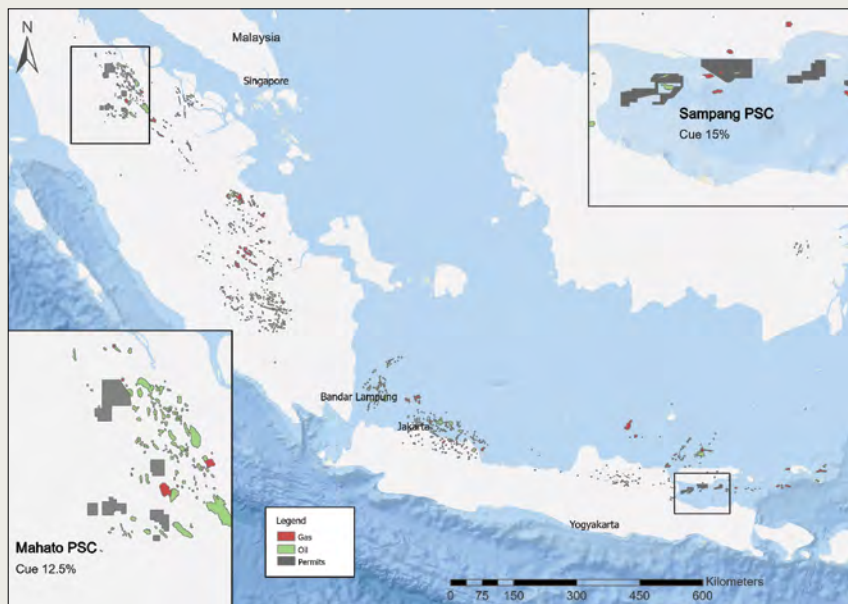 N
Malaysia
Singapore
Sampang PSC
Cue 15%
Bandar Lampung
Jakarta
Yogyakarta
Mahato PSC
Cue 12.5%
Legend
Gas
Oil
Permits
Kilometers
0 75 150 300 450 600